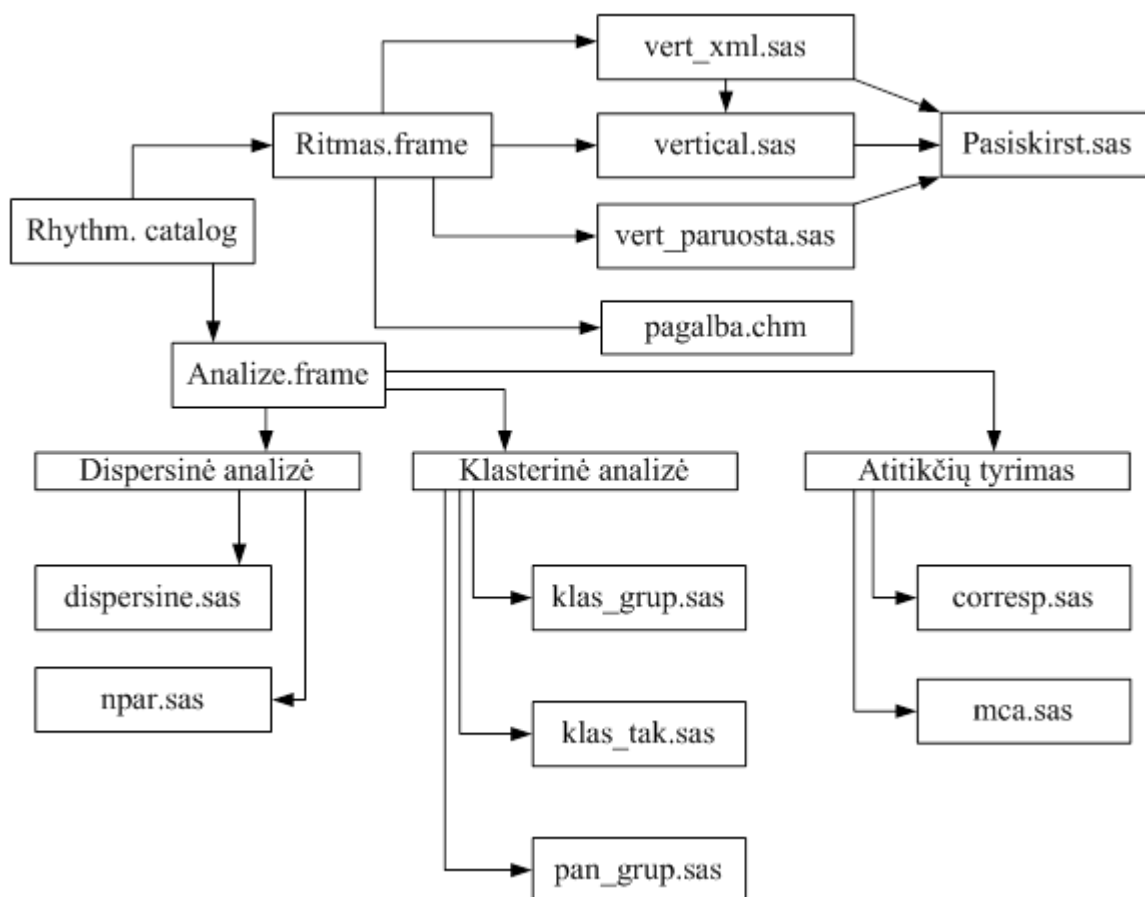 vert_xml.sas
Ritmas.frame
vertical.sas
Pasiskirst.sas
Rhythm. catalog
vert_paruosta.sas
pagalba.chm
Analize.frame
Dispersinė analizė
Klasterinė analizė
Atitikčių tyrimas
dispersine.sas
klas_grup.sas
corresp.sas
npar.sas
klas_tak.sas
mca.sas
pan_grup.sas